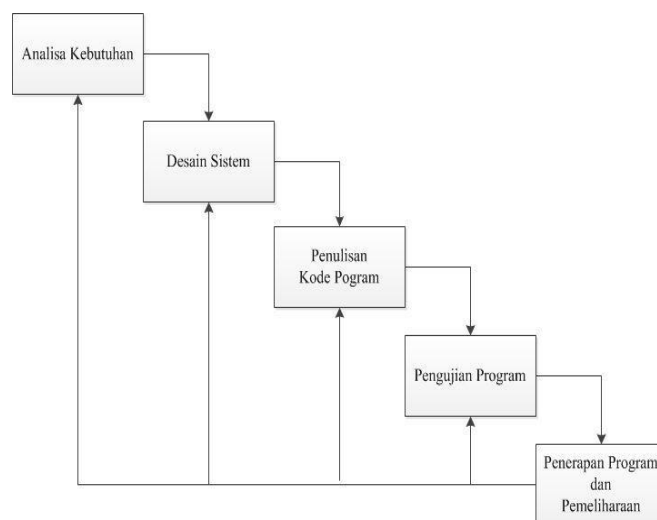 Analisa Kebutuhan
Desain Sistem
Penulisan
Kode Pogram
Pengujian Program
Penerapan Program
dan
Pemeliharaan